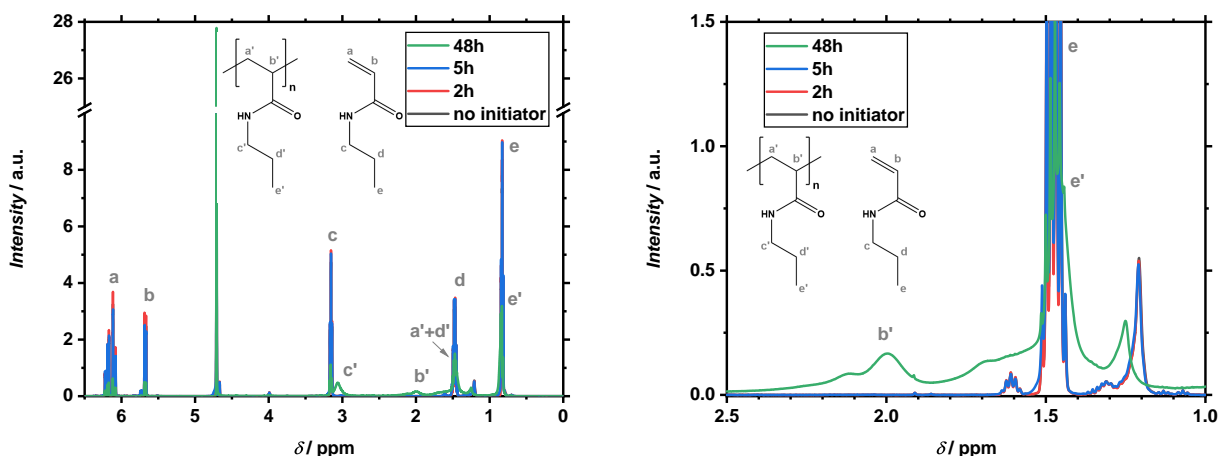 28
26
8
6
4
2
0
Intensity / a.u.
6 5 4 3 2 1 0
δ / ppm
48h
5h
2h
no initiator
a' b'
n
HN O
c' d'
e'
a
b
HN O
c d
e
a
b
c
c'
b'
a'+d'
d
e
e'
1.5
1.0
0.5
0.0
Intensity / a.u.
2.5 2.0 1.5 1.0
δ / ppm
48h
5h
2h
no initiator
a' b'
n
HN O
c' d'
e'
a
b
HN O
c d
e
b'
e
e'